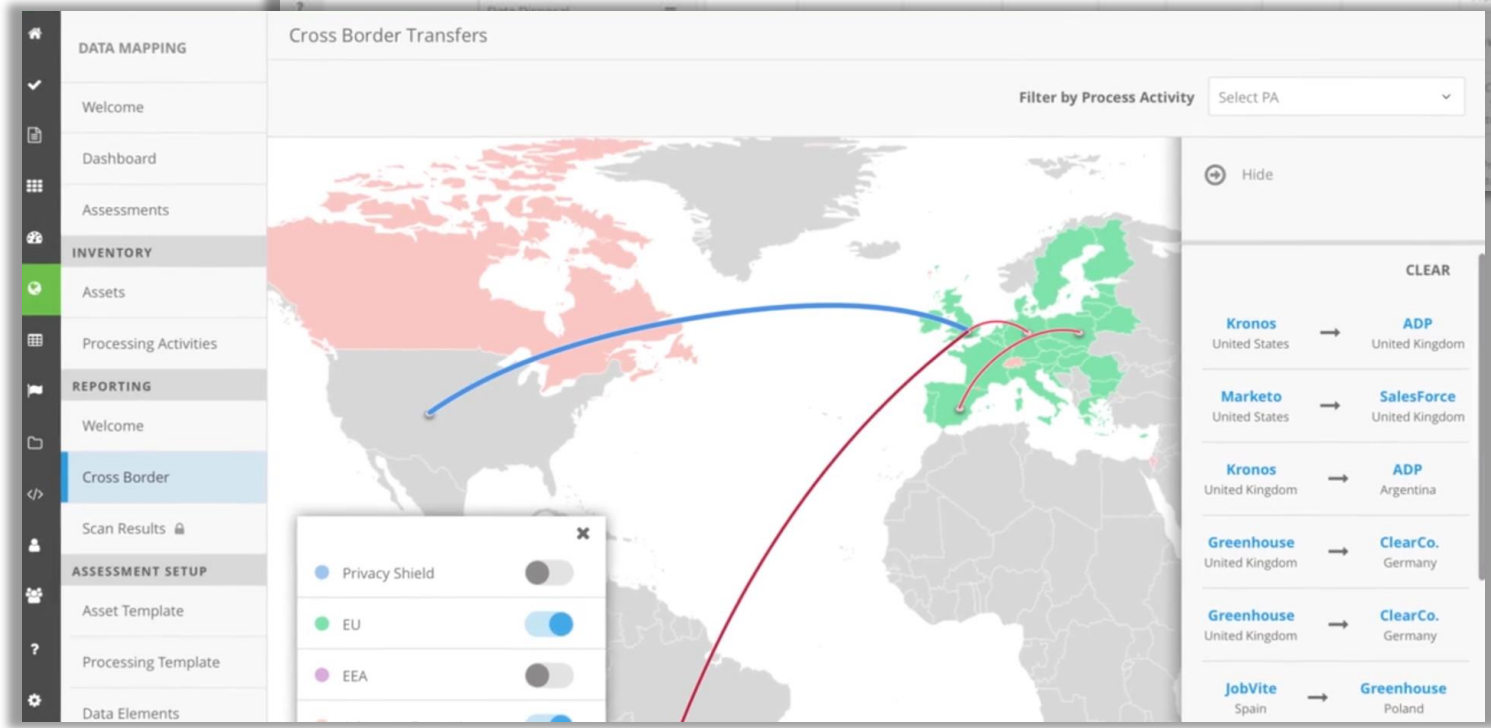 ?
Data Disposal
DATA MAPPING
Welcome
Dashboard
Assessments
INVENTORY
Assets
Processing Activities
REPORTING
Welcome
Cross Border
Scan Results
ASSESSMENT SETUP
Asset Template
Processing Template
Data Elements
?
Cross Border Transfers
Filter by Process Activity
Select PA
Hide
CLEAR
Kronos → ADP
United States United Kingdom
Marketo → SalesForce
United States United Kingdom
Kronos → ADP
United Kingdom Argentina
Greenhouse → ClearCo.
United Kingdom Germany
Greenhouse → ClearCo.
United Kingdom Germany
JobVite → Greenhouse
Spain Poland
Privacy Shield
EU
EEA